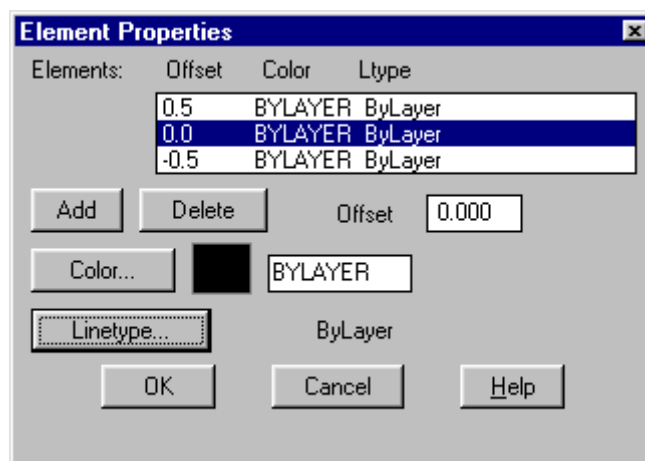 Element Properties
Elements: Offset Color Ltype
0.5 BYLAYER ByLayer
0.0 BYLAYER ByLayer
-0.5 BYLAYER ByLayer
Add Delete Offset 0.000
Color... BYLAYER
Linetype... ByLayer
OK Cancel Help